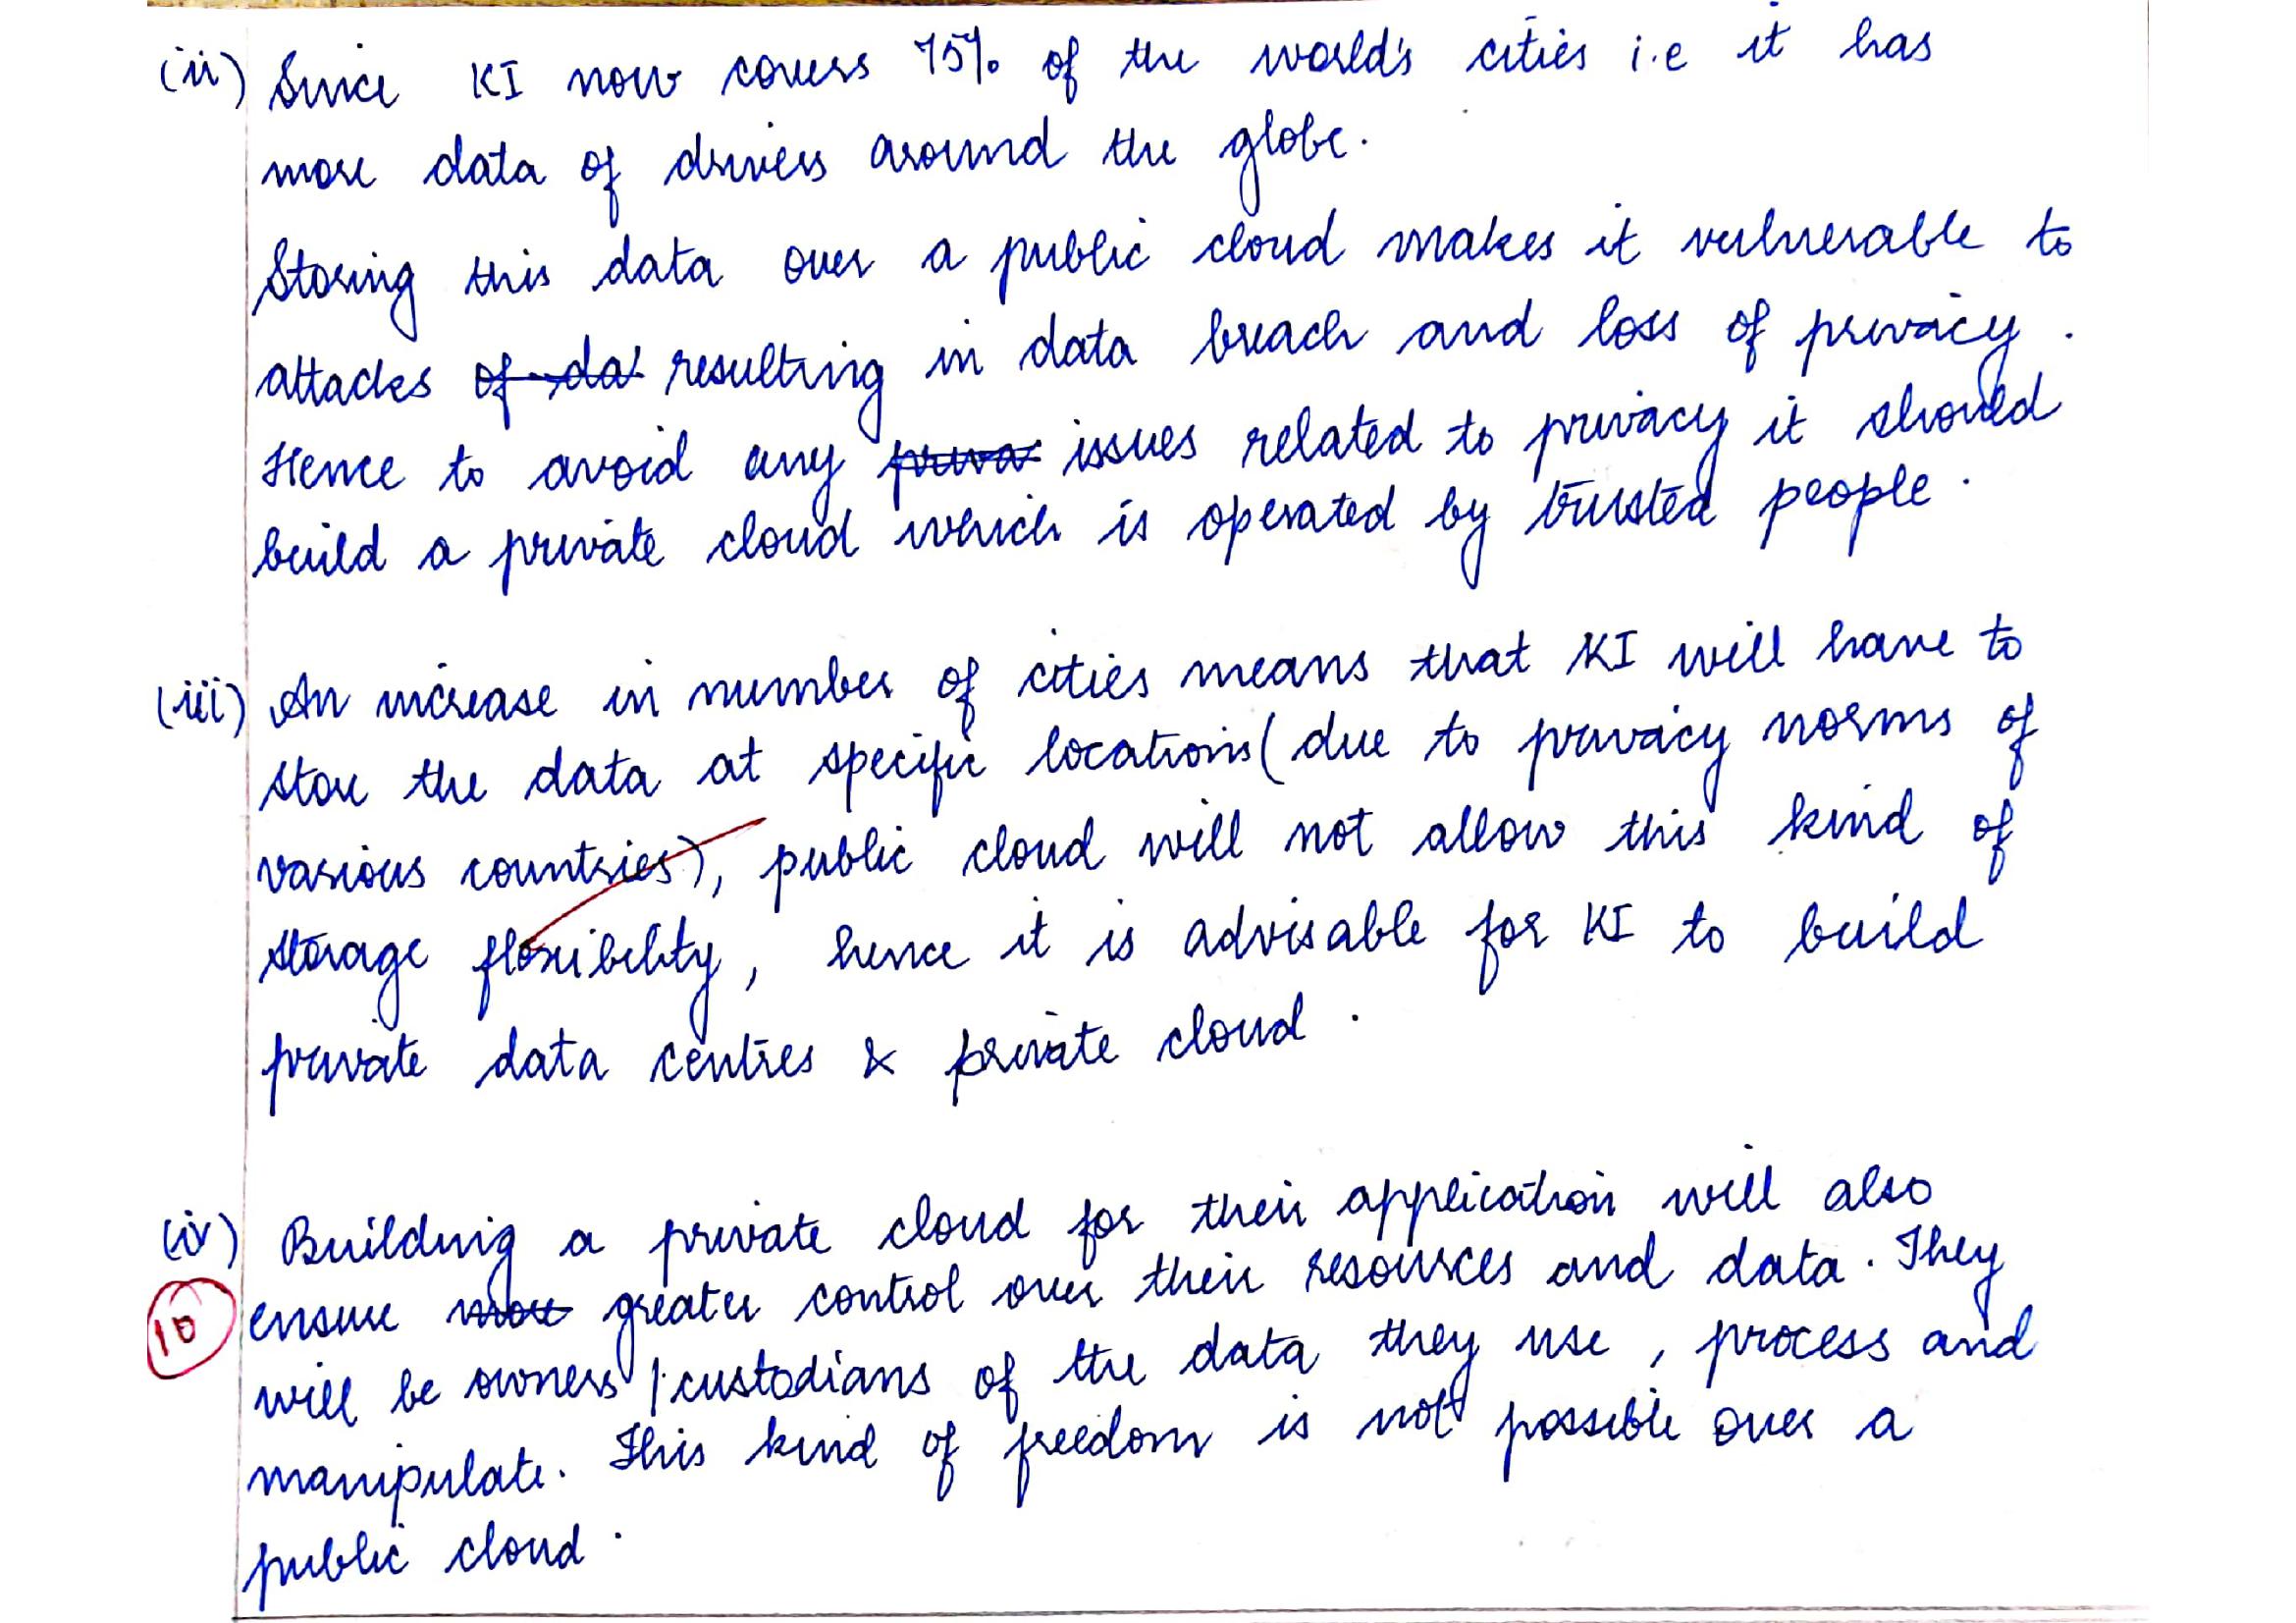 (ii) Since KI now covers 75% of the world's cities i.e it has
more data of drivers around the globe.
Storing this data over a public cloud makes it vulnerable to
attacks of da resulting in data breach and loss of privacy.
Hence to avoid any priva issues related to privacy it should
build a private cloud which is operated by trusted people.
(iii) An increase in number of cities means that KI will have to
store the data at specific locations (due to privacy norms of
various countries), public cloud will not allow this kind of
storage flexibility, hence it is advisable for KI to build
private data centres & private cloud.
(iv) Building a private cloud for their application will also
10 ensure more greater control over their resources and data. They
will be owners / custodians of the data they use, process and
manipulate. This kind of freedom is not possible over a
public cloud.